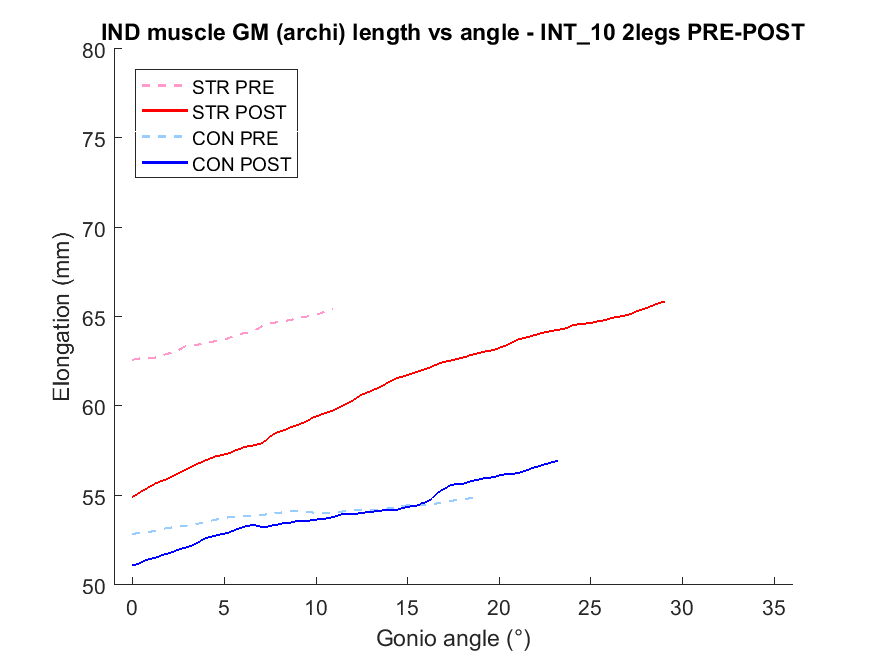 IND muscle GM (archi) length vs angle - INT_10 2legs PRE-POST
STR PRE
STR POST
CON PRE
CON POST
Elongation (mm)
80
75
70
65
60
55
50
0 5 10 15 20 25 30 35
Gonio angle (°)